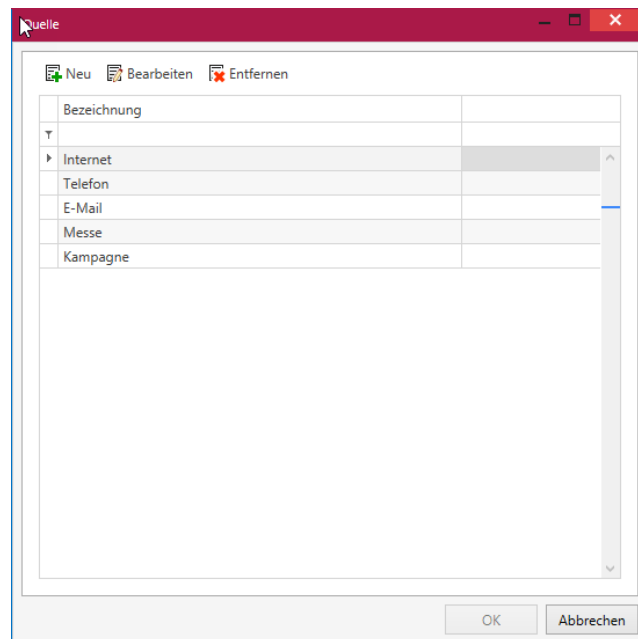 Quelle
Neu Bearbeiten Entfernen
Bezeichnung
Internet
Telefon
E-Mail
Messe
Kampagne
OK Abbrechen